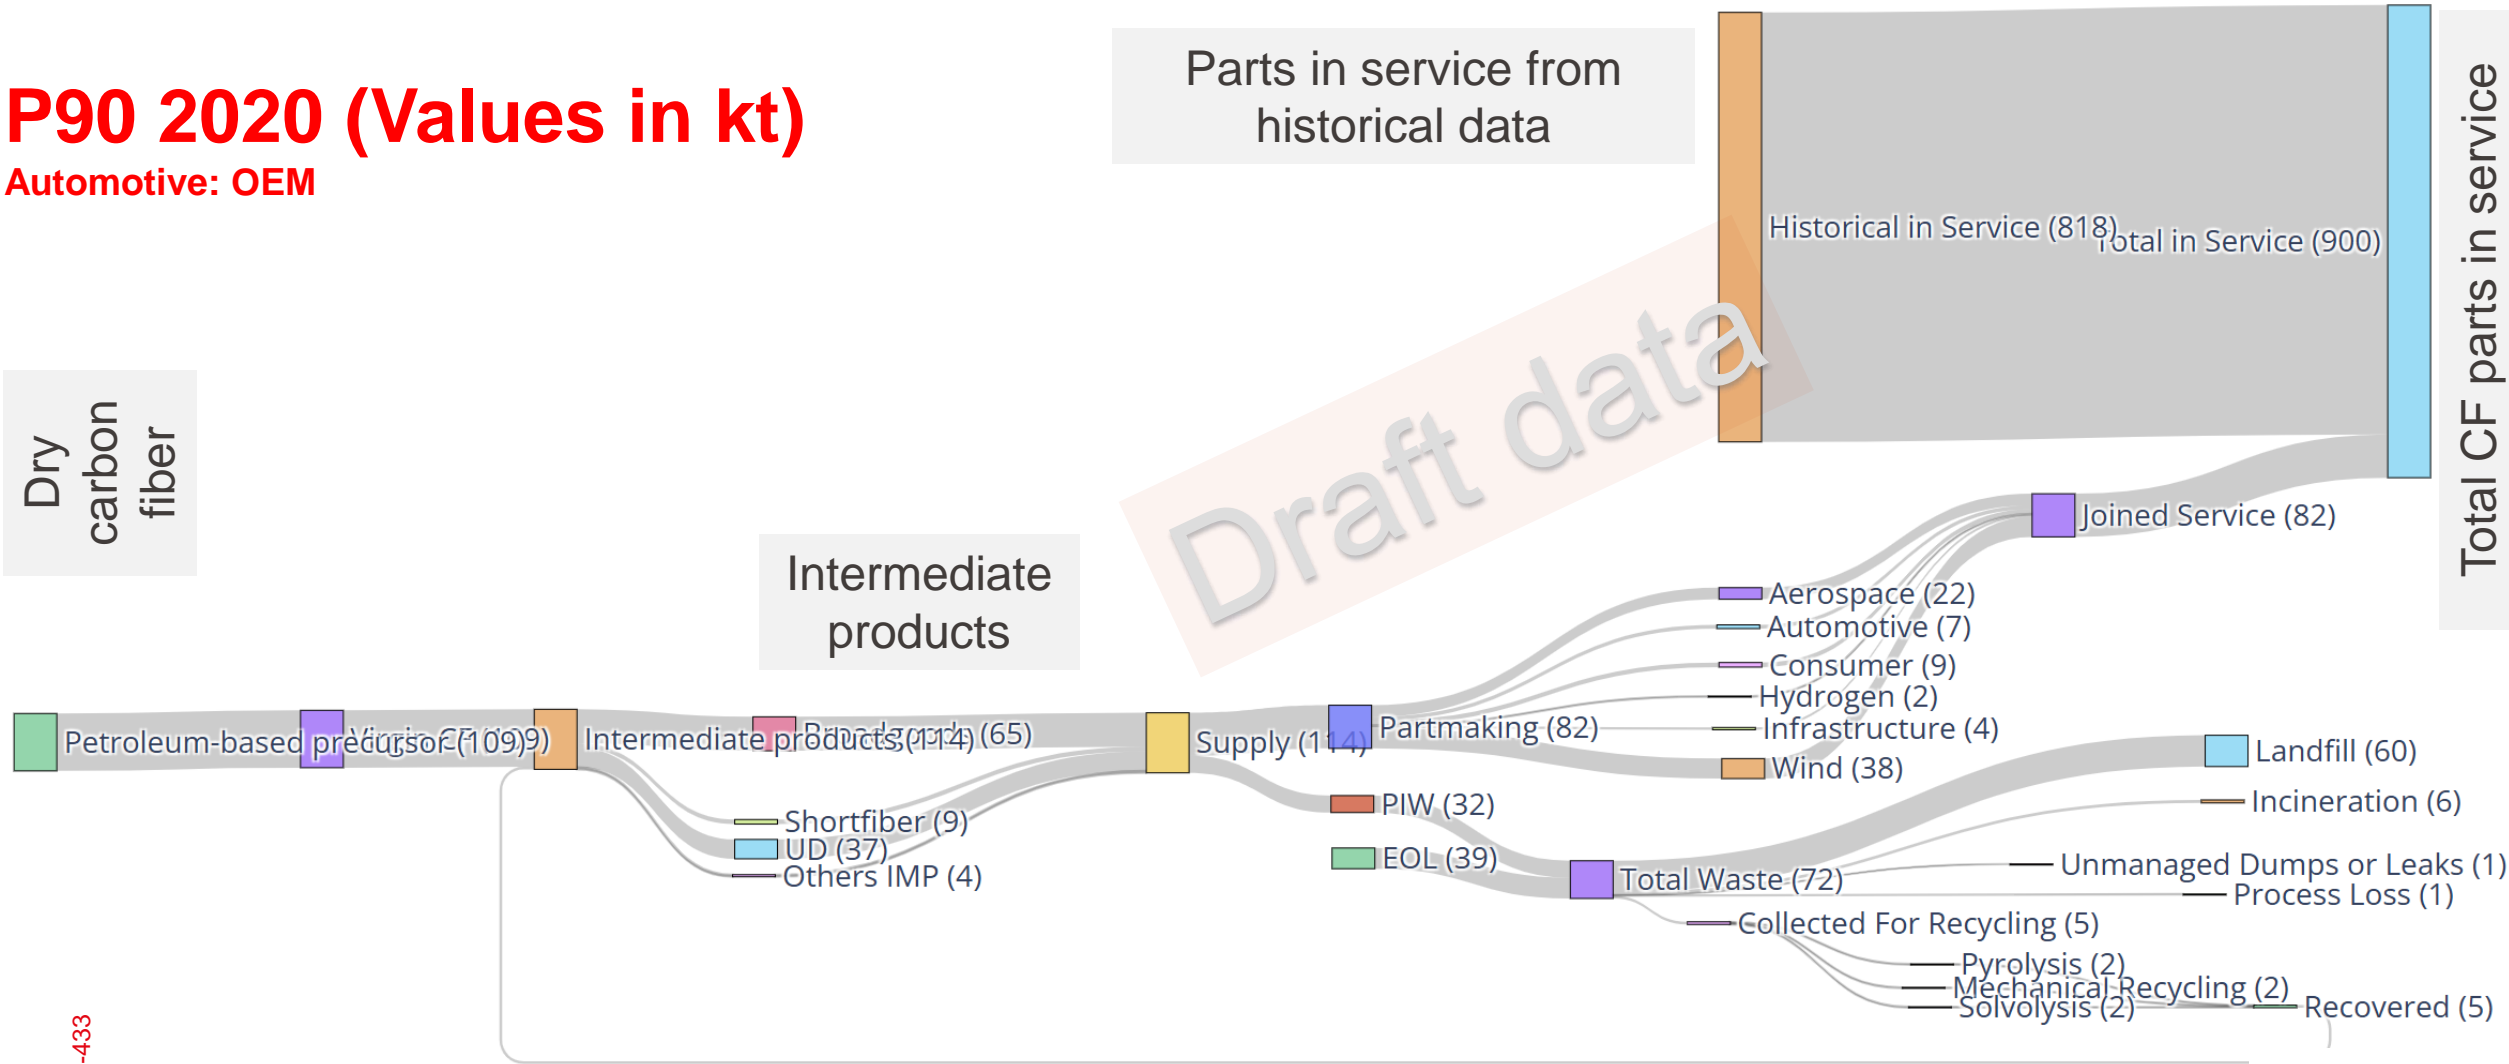 P90 2020 (Values in kt)
Automotive: OEM
Parts in service from
historical data
Historical in Service (818)
Total in Service (900)
Total CF parts in service
Draft data
Dry
carbon
fiber
Intermediate
products
Joined Service (82)
Aerospace (22)
Automotive (7)
Consumer (9)
Hydrogen (2)
Infrastructure (4)
Wind (38)
Petroleum-based precursor (109)
Intermediate products (114)
(65)
Supply (114)
Partmaking (82)
PIW (32)
EOL (39)
Shortfiber (9)
UD (37)
Others IMP (4)
Total Waste (72)
Landfill (60)
Incineration (6)
Unmanaged Dumps or Leaks (1)
Process Loss (1)
Collected For Recycling (5)
Pyrolysis (2)
Mechanical Recycling (2)
Solvolysis (2)
Recovered (5)
-433